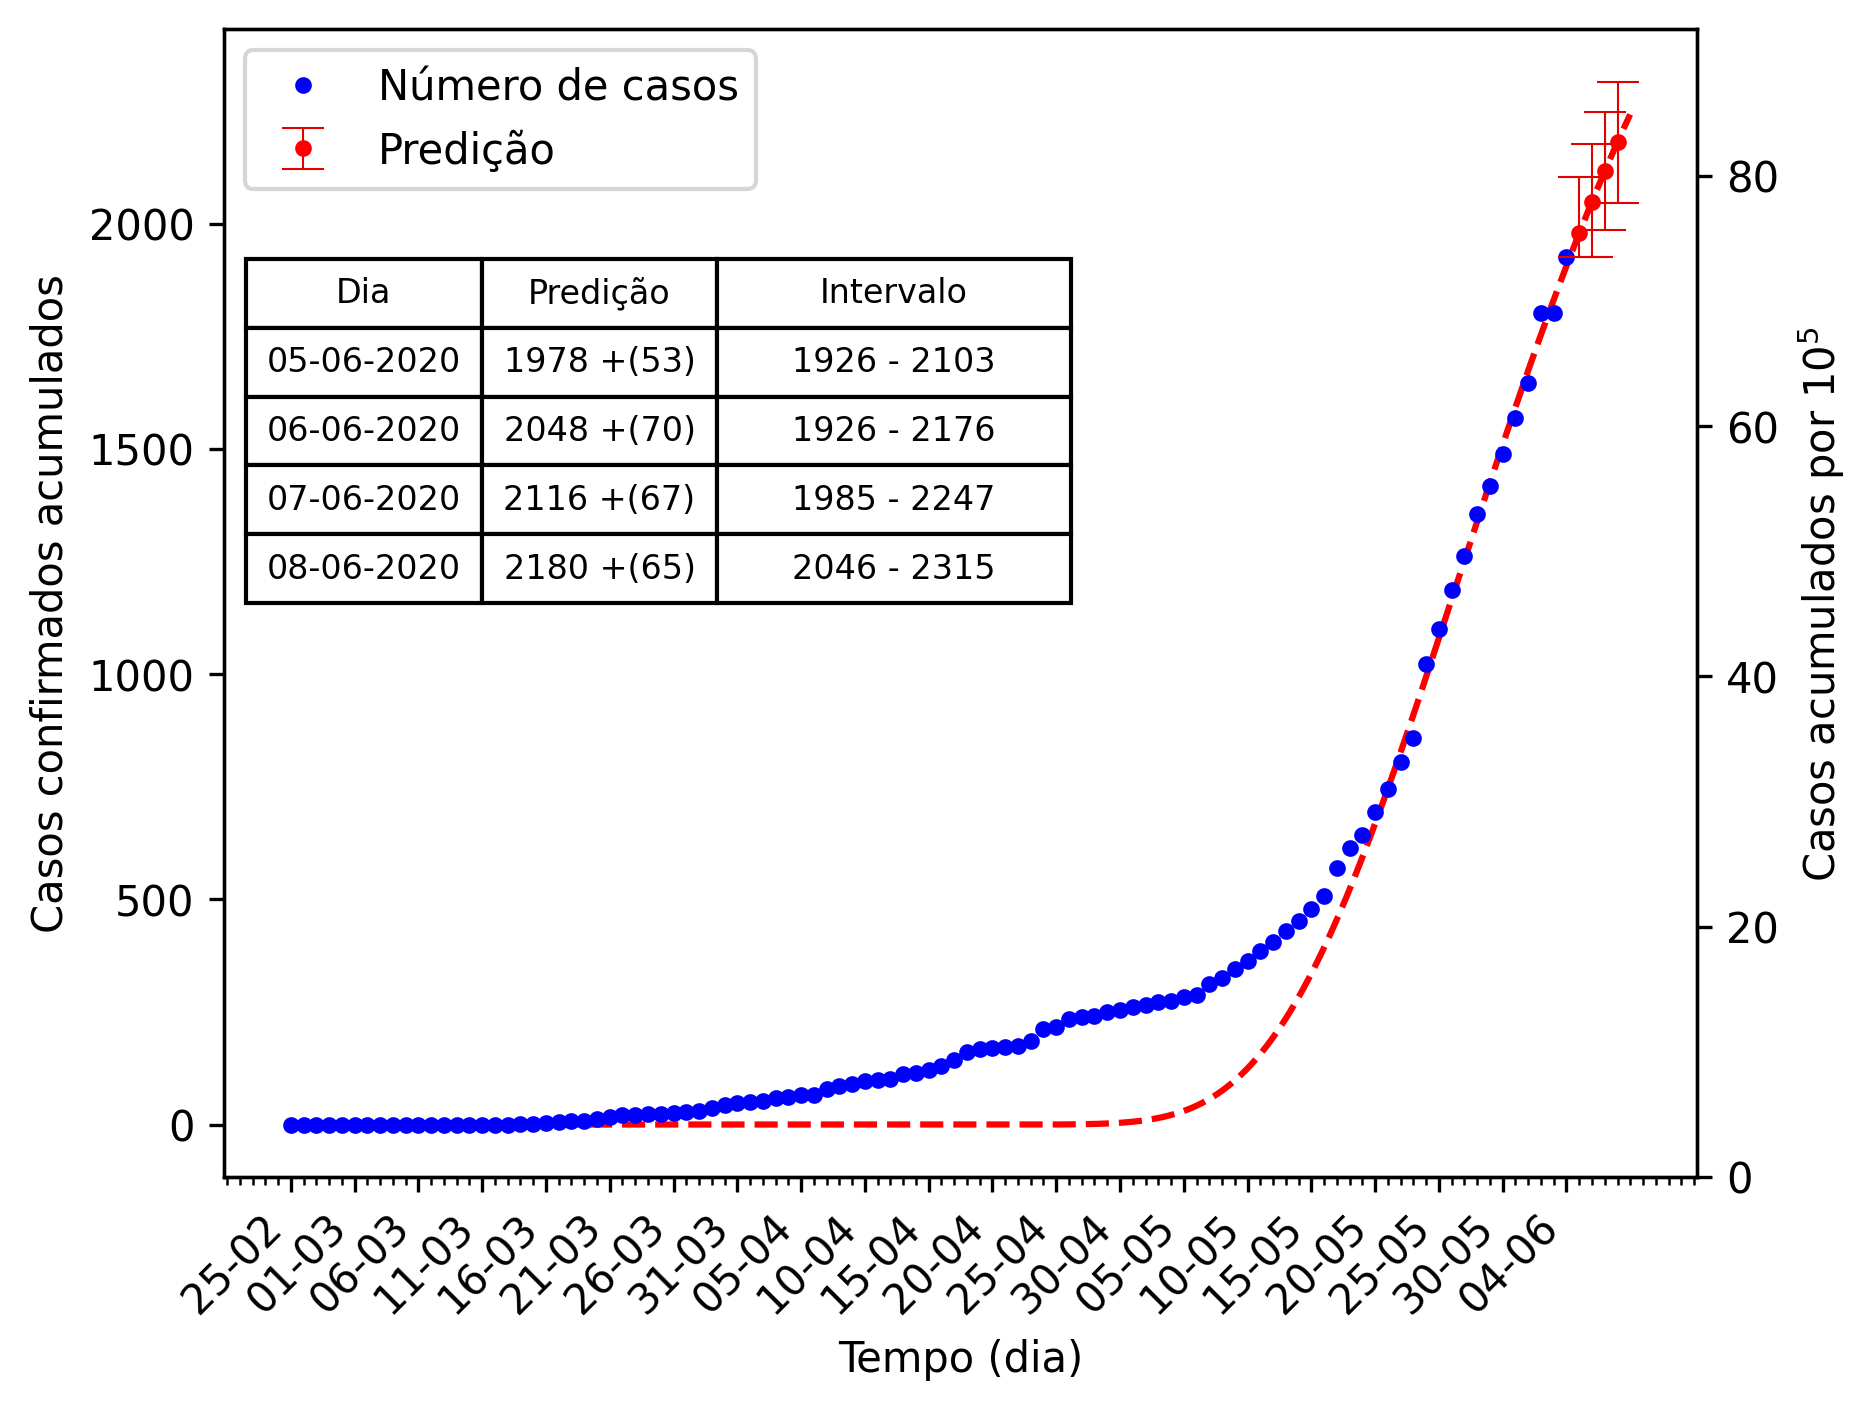 Número de casos
Predição
Dia Predição Intervalo
05-06-2020 1978 +(53) 1926 - 2103
06-06-2020 2048 +(70) 1926 - 2176
07-06-2020 2116 +(67) 1985 - 2247
08-06-2020 2180 +(65) 2046 - 2315
Casos confirmados acumulados
2000
1500
1000
500
0
Casos acumulados por 10⁵
80
60
40
20
0
25-02 01-03 06-03 11-03 16-03 21-03 26-03 31-03 05-04 10-04 15-04 20-04 25-04 30-04 05-05 10-05 15-05 20-05 25-05 30-05 04-06
Tempo (dia)